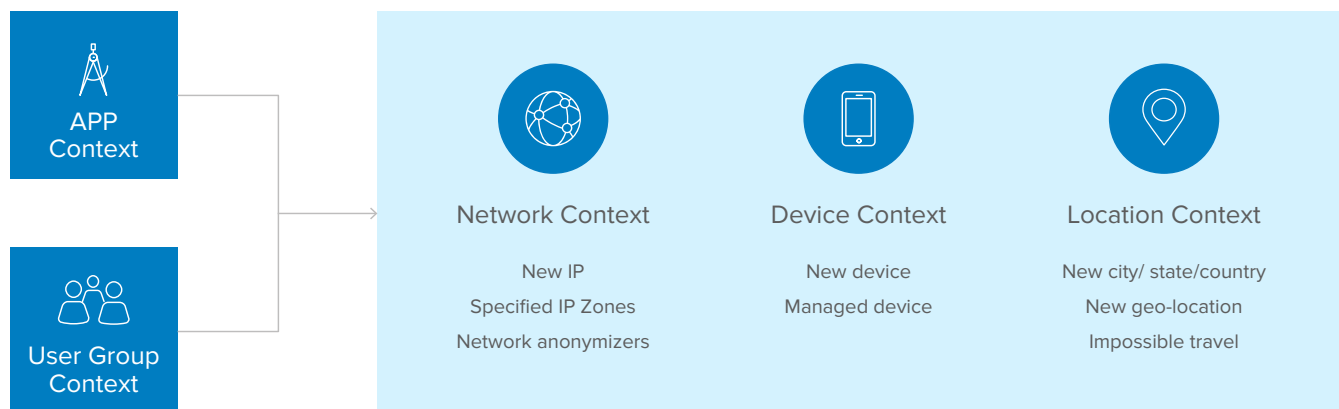 APP
Context
User Group
Context
Network Context
New IP
Specified IP Zones
Network anonymizers
Device Context
New device
Managed device
Location Context
New city/ state/country
New geo-location
Impossible travel